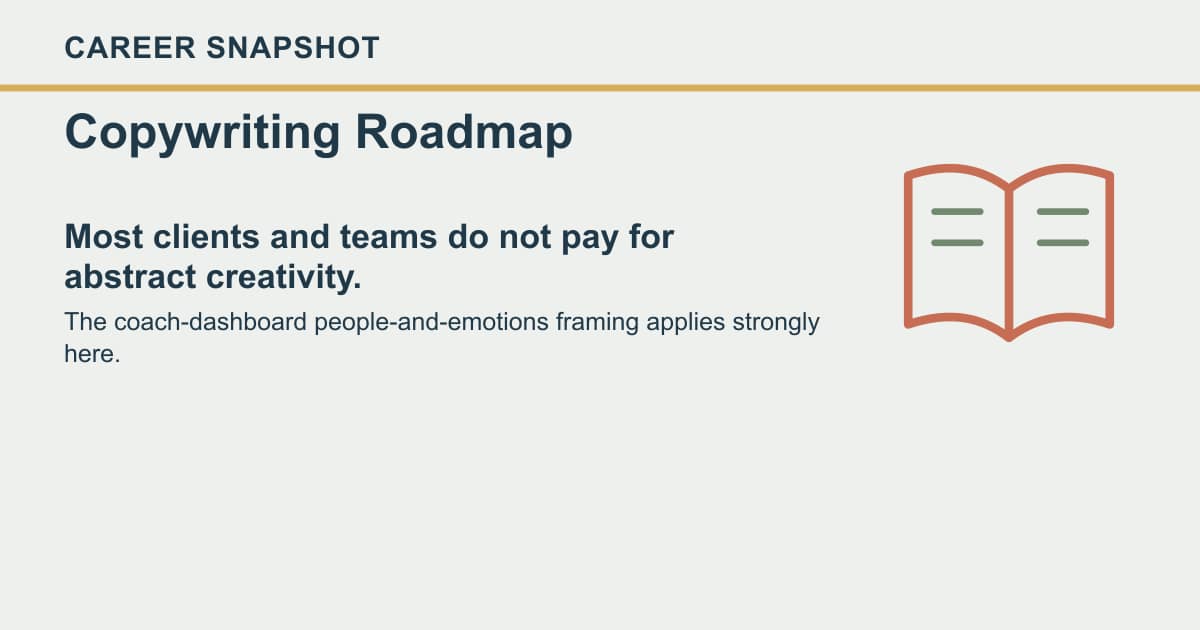 CAREER SNAPSHOT
Copywriting Roadmap
Most clients and teams do not pay for
abstract creativity.
The coach-dashboard people-and-emotions framing applies strongly
here.